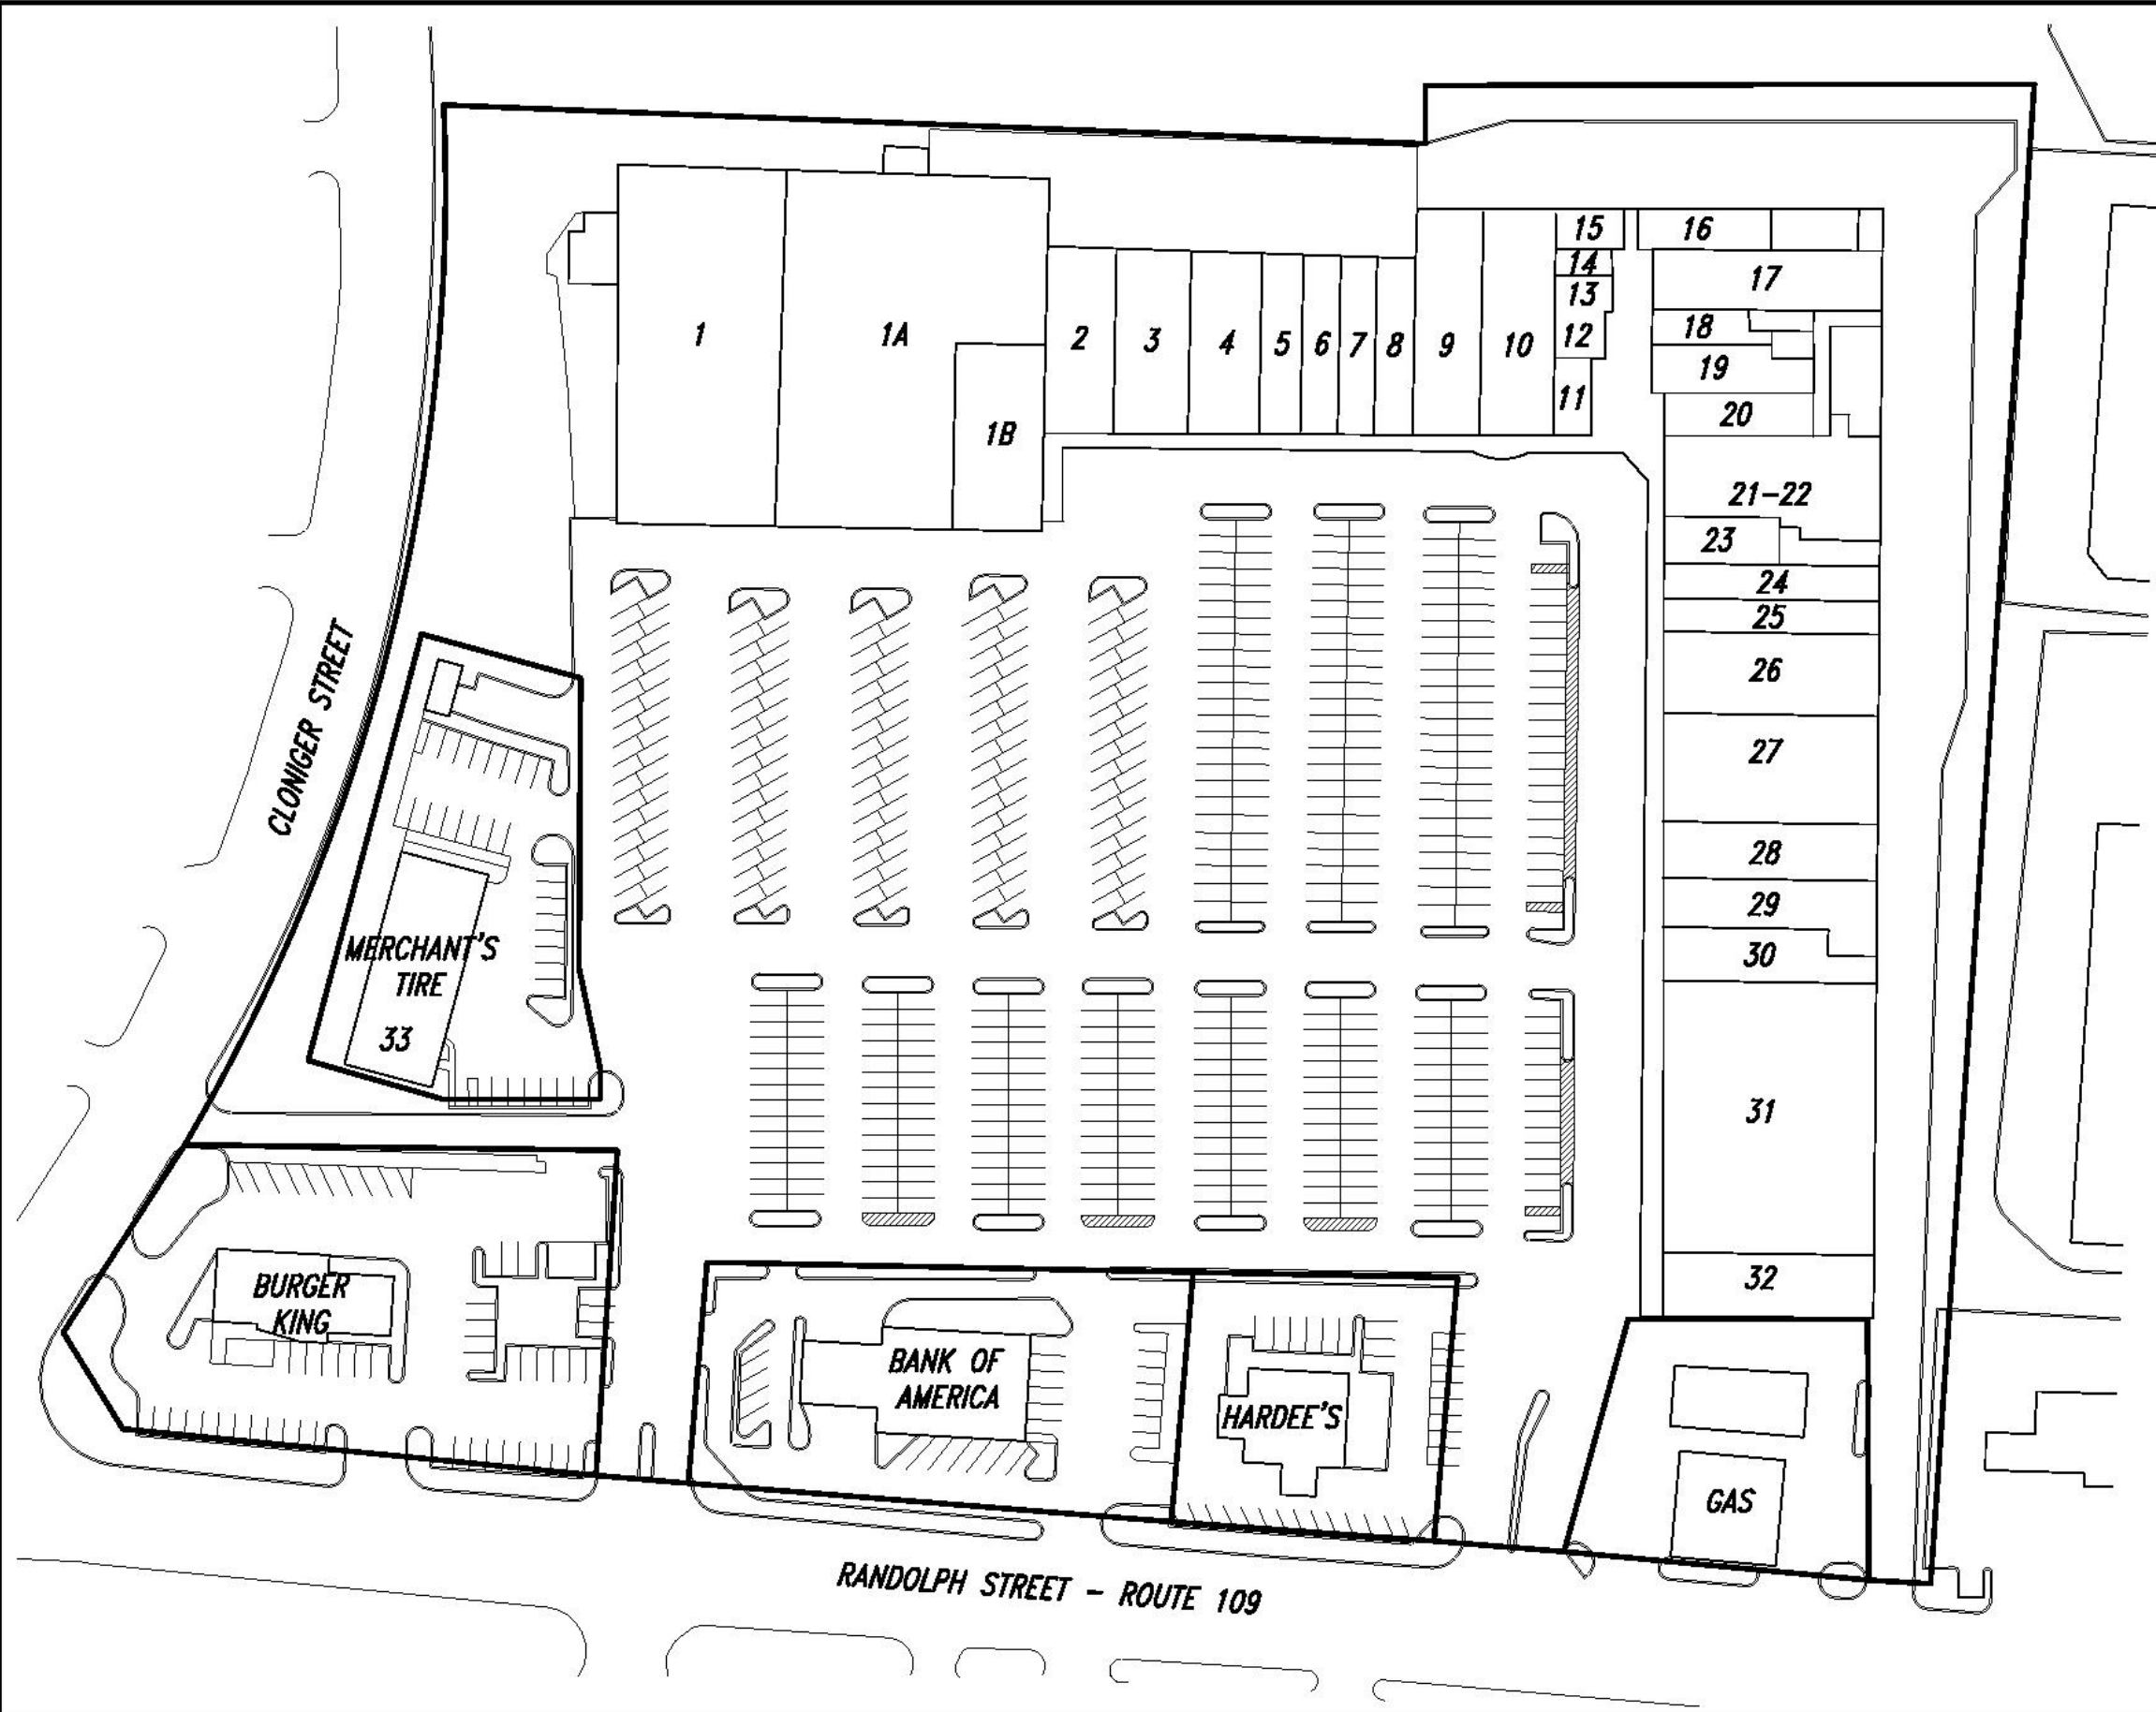 15
16
14
17
13
1
1A
2
3
4
5
6
7
8
9
10
12
18
19
11
20
1B
21-22
23
24
25
26
27
28
29
30
31
32
CLONIGER STREET
MERCHANT'S
TIRE
33
BURGER
KING
BANK OF
AMERICA
HARDEE'S
GAS
RANDOLPH STREET - ROUTE 109